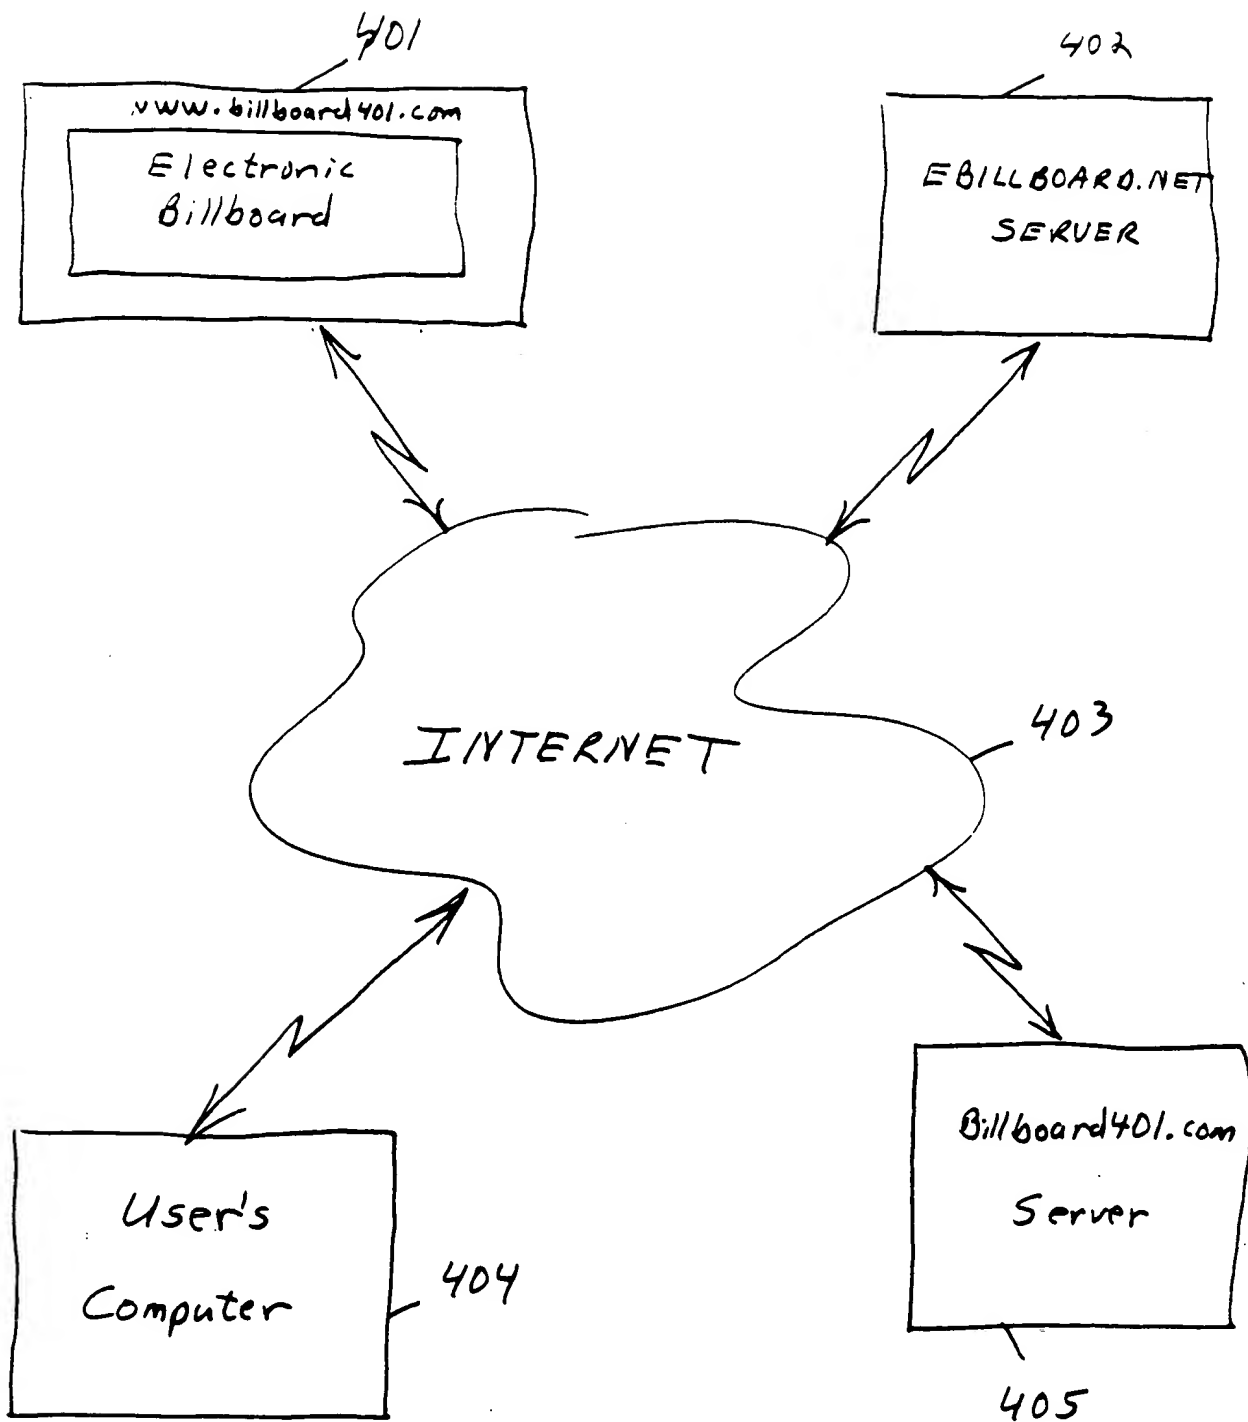 401
www.billboard401.com
Electronic
Billboard
402
EBILLBOARD.NET
SERVER
INTERNET
403
User's
Computer
404
Billboard401.com
Server
405